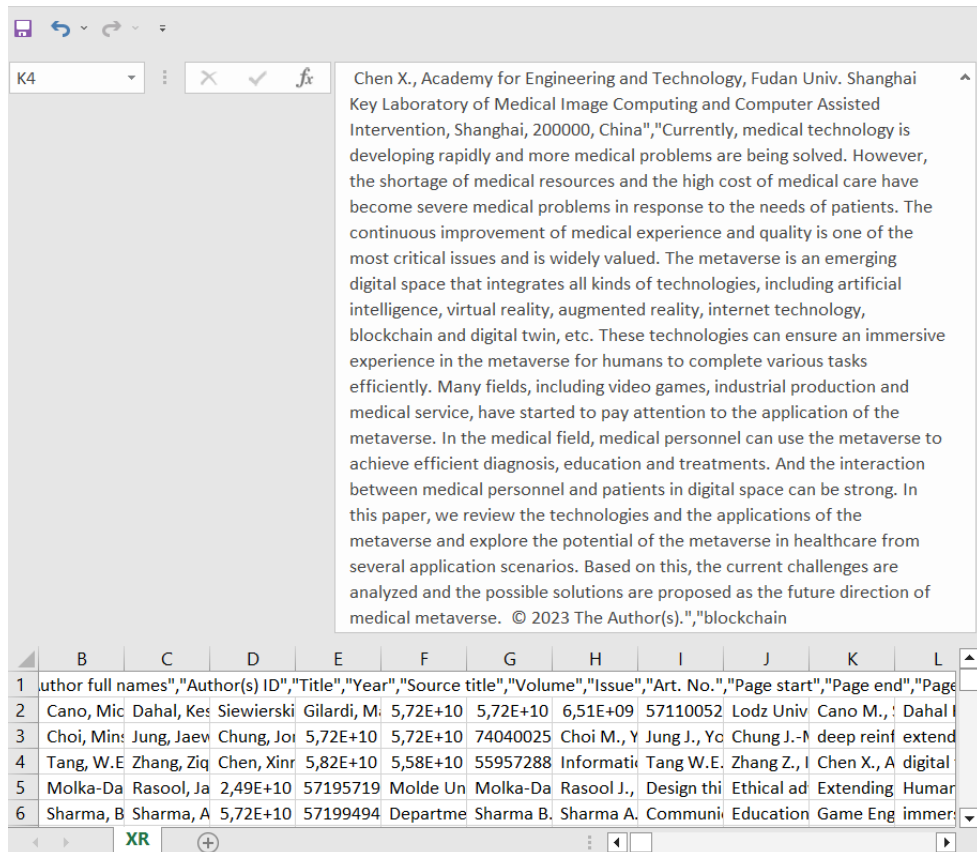 K4
fx
Chen X., Academy for Engineering and Technology, Fudan Univ. Shanghai
Key Laboratory of Medical Image Computing and Computer Assisted
Intervention, Shanghai, 200000, China","Currently, medical technology is
developing rapidly and more medical problems are being solved. However,
the shortage of medical resources and the high cost of medical care have
become severe medical problems in response to the needs of patients. The
continuous improvement of medical experience and quality is one of the
most critical issues and is widely valued. The metaverse is an emerging
digital space that integrates all kinds of technologies, including artificial
intelligence, virtual reality, augmented reality, internet technology,
blockchain and digital twin, etc. These technologies can ensure an immersive
experience in the metaverse for humans to complete various tasks
efficiently. Many fields, including video games, industrial production and
medical service, have started to pay attention to the application of the
metaverse. In the medical field, medical personnel can use the metaverse to
achieve efficient diagnosis, education and treatments. And the interaction
between medical personnel and patients in digital space can be strong. In
this paper, we review the technologies and the applications of the
metaverse and explore the potential of the metaverse in healthcare from
several application scenarios. Based on this, the current challenges are
analyzed and the possible solutions are proposed as the future direction of
medical metaverse. © 2023 The Author(s).","blockchain
B C D E F G H I J K L
1 uthor full names","Author(s) ID","Title","Year","Source title","Volume","Issue","Art. No.","Page start","Page end","Page
2 Cano, Mic Dahal, Kes Siewierski Gilardi, Ma 5,72E+10 5,72E+10 6,51E+09 57110052 Lodz Univ Cano M., Dahal
3 Choi, Mins Jung, Jaew Chung, Jon 5,72E+10 5,72E+10 74040025 Choi M., Y Jung J., Yo Chung J.-N deep reinf extend
4 Tang, W.E Zhang, Ziq Chen, Xinr 5,82E+10 5,58E+10 55957288 Informatic Tang W.E. Zhang Z., I Chen X., A digital
5 Molka-Da Rasool, Ja 2,49E+10 57195719 Molde Un Molka-Da Rasool J., Design thi Ethical ad Extending Humar
6 Sharma, B Sharma, A 5,72E+10 57199494 Departme Sharma B. Sharma A. Communi Education Game Eng immer
XR